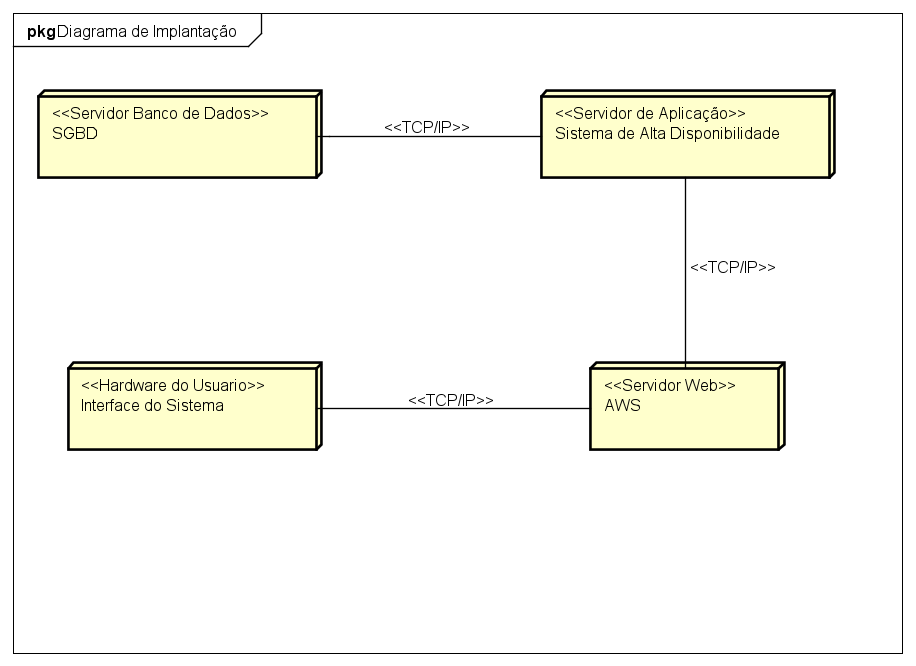 pkg Diagrama de Implantação
<<Servidor Banco de Dados>>
SGBD
<<TCP/IP>>
<<Servidor de Aplicação>>
Sistema de Alta Disponibilidade
<<TCP/IP>>
<<Hardware do Usuario>>
Interface do Sistema
<<TCP/IP>>
<<Servidor Web>>
AWS